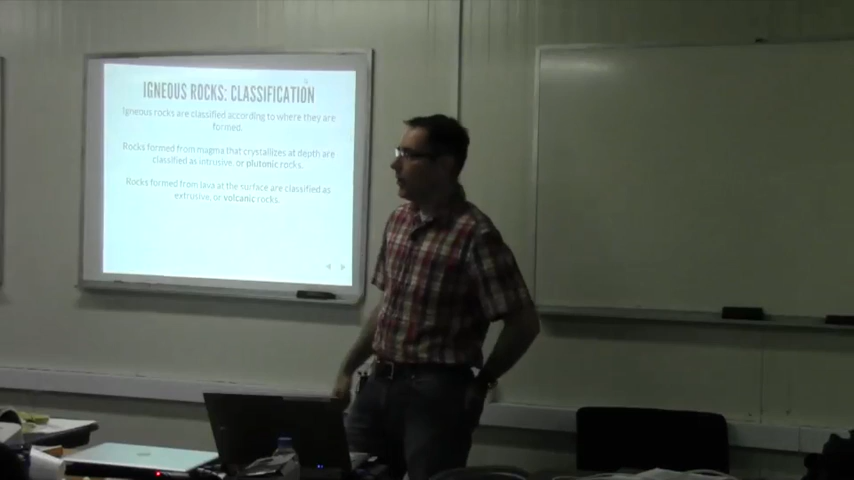 IGNEOUS ROCKS: CLASSIFICATION
Igneous rocks are classified according to where they are
formed.
Rocks formed from magma that crystallizes at depth are
classified as intrusive, or plutonic rocks.
Rocks formed from lava at the surface are classified as
extrusive, or volcanic rocks.